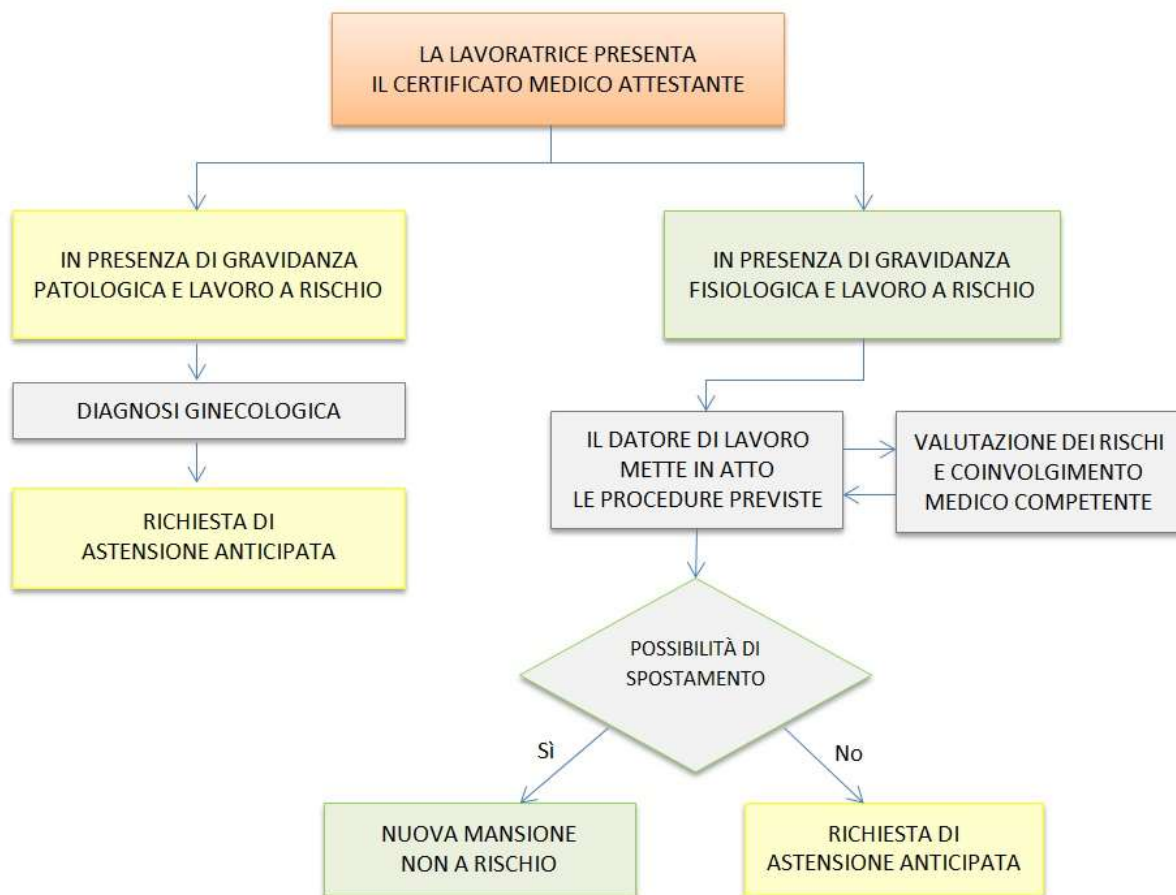 LA LAVORATRICE PRESENTA
IL CERTIFICATO MEDICO ATTESTANTE
IN PRESENZA DI GRAVIDANZA
PATOLOGICA E LAVORO A RISCHIO
IN PRESENZA DI GRAVIDANZA
FISIOLOGICA E LAVORO A RISCHIO
DIAGNOSI GINECOLOGICA
RICHIESTA DI
ASTENSIONE ANTICIPATA
IL DATORE DI LAVORO
METTE IN ATTO
LE PROCEDURE PREVISTE
VALUTAZIONE DEI RISCHI
E COINVOLGIMENTO
MEDICO COMPETENTE
POSSIBILITÀ DI
SPOSTAMENTO
Sì
No
NUOVA MANSIONE
NON A RISCHIO
RICHIESTA DI
ASTENSIONE ANTICIPATA